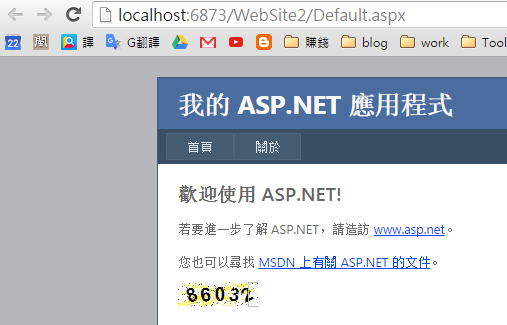 localhost:6873/WebSite2/Default.aspx
22 譯 G翻譯 賺錢 blog work Tool
我的 ASP.NET 應用程式
首頁 關於
歡迎使用 ASP.NET!
若要進一步了解 ASP.NET，請造訪 www.asp.net。
您也可以尋找 MSDN 上有關 ASP.NET 的文件。
86032